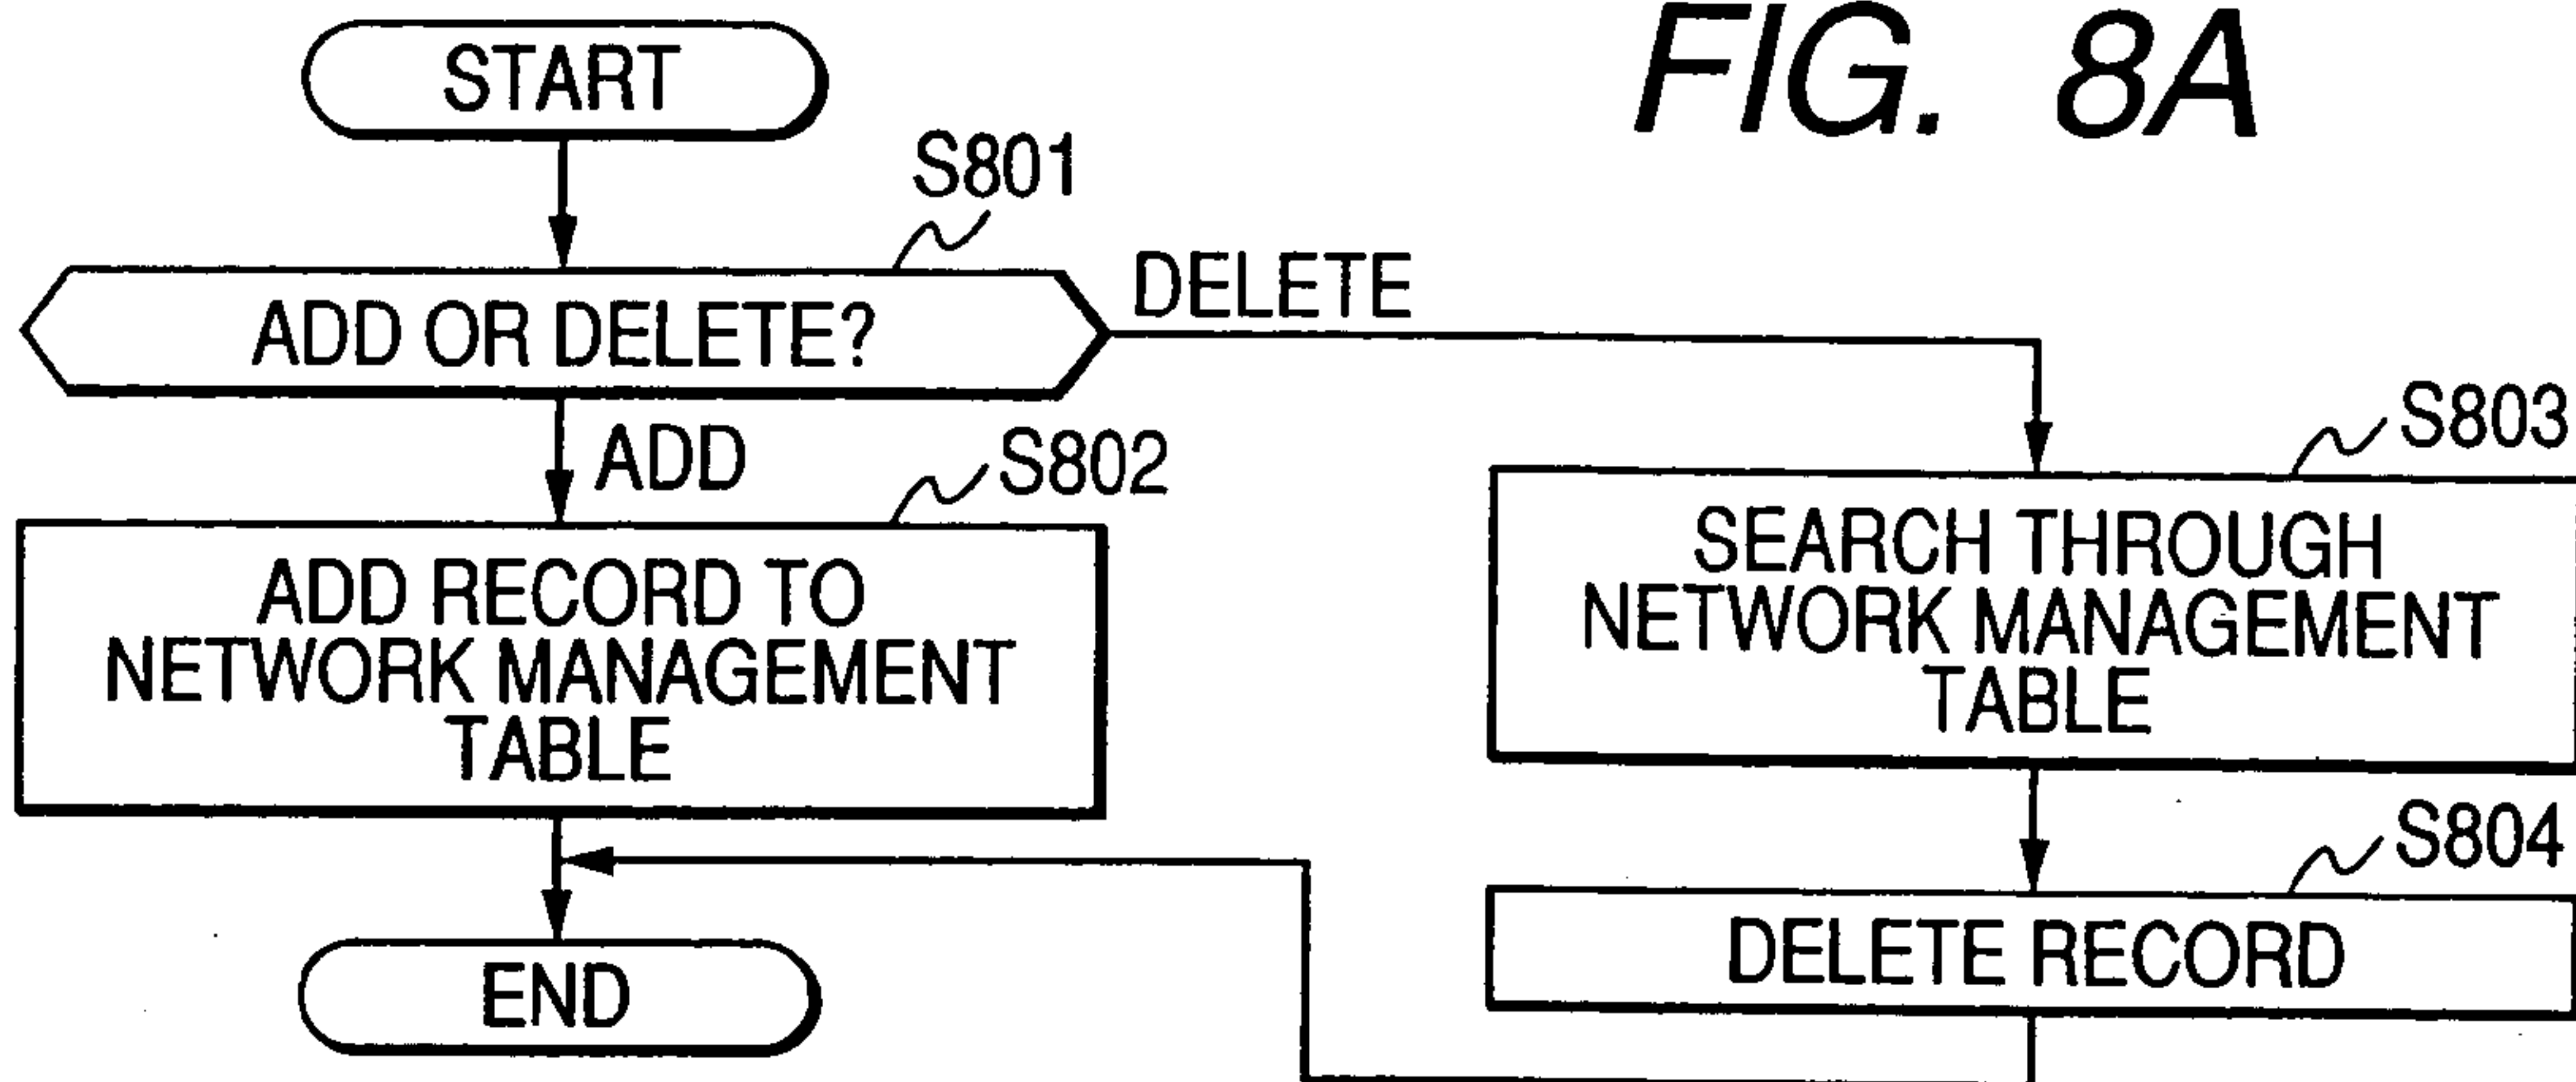 FIG. 8A
START
S801
ADD OR DELETE?
DELETE
ADD
S802
ADD RECORD TO
NETWORK MANAGEMENT
TABLE
S803
SEARCH THROUGH
NETWORK MANAGEMENT
TABLE
S804
DELETE RECORD
END